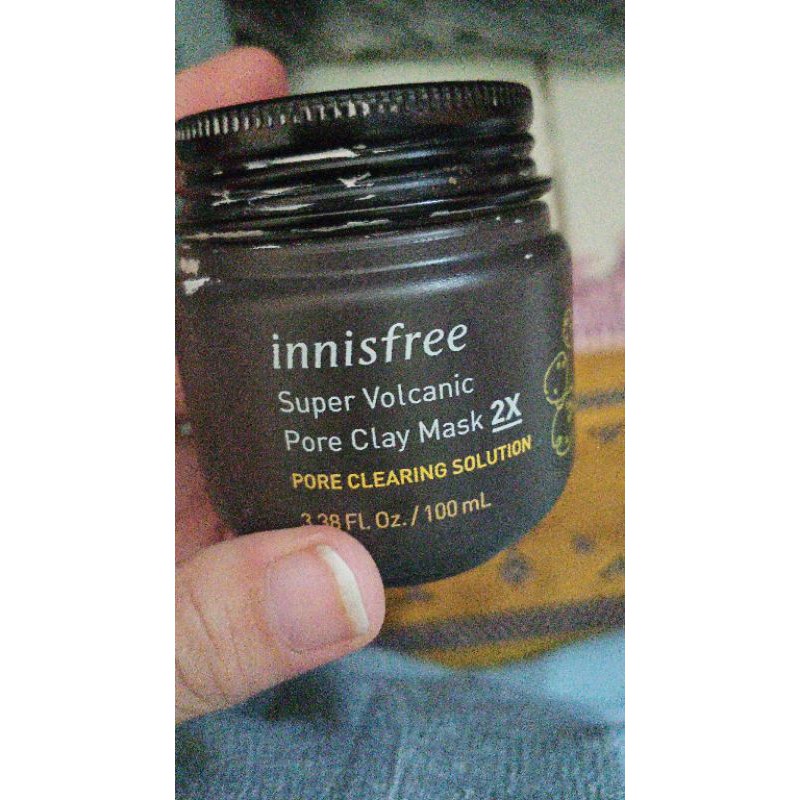 innisfree
Super Volcanic
Pore Clay Mask 2X
PORE CLEARING SOLUTION
3.38 FL. Oz. / 100 mL